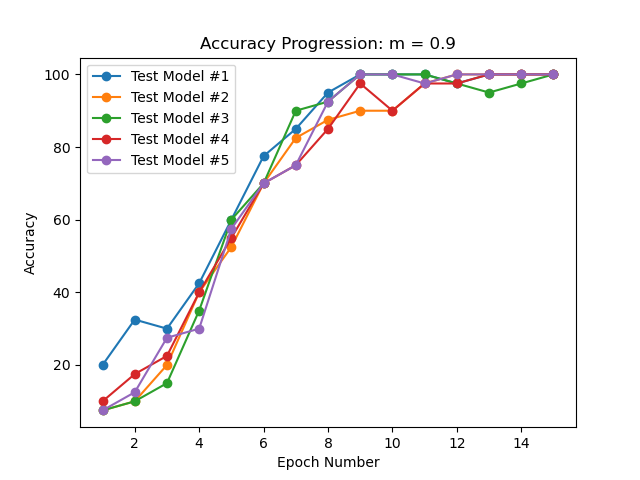 Accuracy Progression: m = 0.9
100
80
60
40
20
Accuracy
Test Model #1
Test Model #2
Test Model #3
Test Model #4
Test Model #5
2 4 6 8 10 12 14
Epoch Number